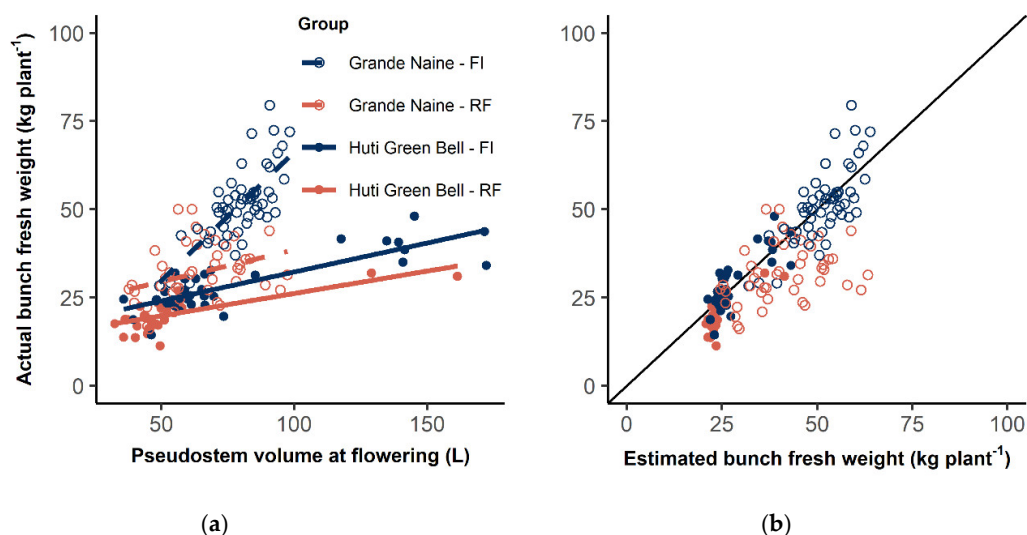 Group
Grande Naine - FI
Grande Naine - RF
Huti Green Bell - FI
Huti Green Bell - RF
Actual bunch fresh weight (kg plant⁻¹)
100
75
50
25
0
50
100
150
Pseudostem volume at flowering (L)
(a)
100
75
50
25
0
0
25
50
75
100
Estimated bunch fresh weight (kg plant⁻¹)
(b)